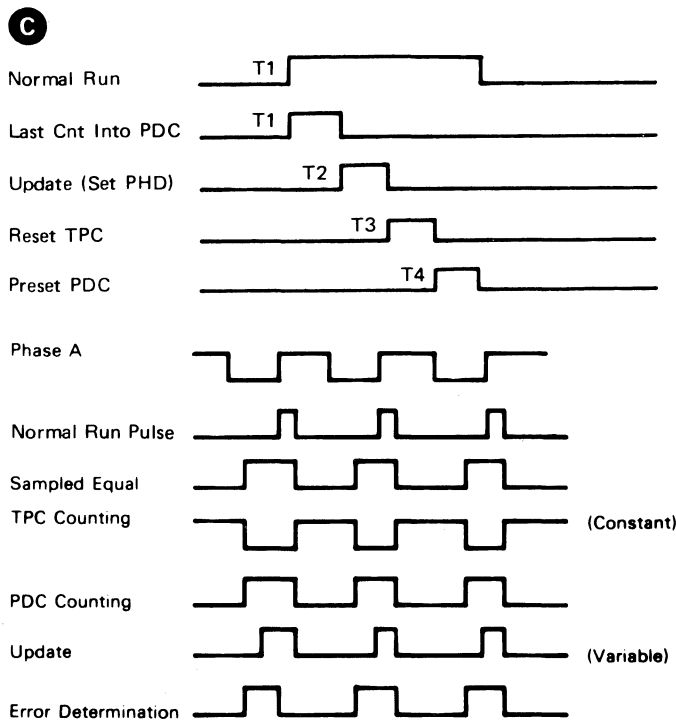 C
Normal Run T1
Last Cnt Into PDC T1
Update (Set PHD) T2
Reset TPC T3
Preset PDC T4
Phase A
Normal Run Pulse
Sampled Equal
TPC Counting (Constant)
PDC Counting
Update (Variable)
Error Determination